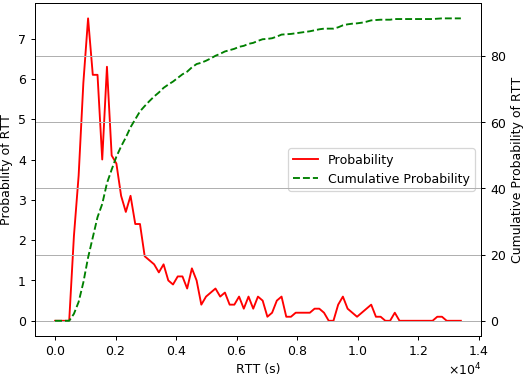 Probability of RTT
7
6
5
4
3
2
1
0
Probability
Cumulative Probability
80
60
40
20
0
Cumulative Probability of RTT
0.0 0.2 0.4 0.6 0.8 1.0 1.2 1.4
RTT (s)
×10⁴